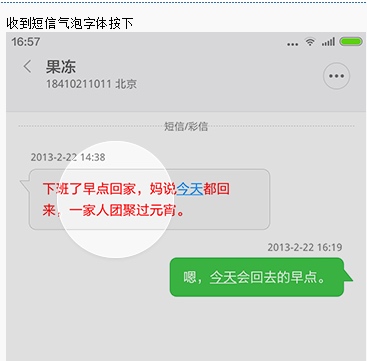 收到短信气泡字体按下
16:57
果冻
18410211011 北京
短信/彩信
2013-2-22 14:38
下班了早点回家，妈说今天都回
来，一家人团聚过元宵。
2013-2-22 16:19
嗯，今天会回去的早点。